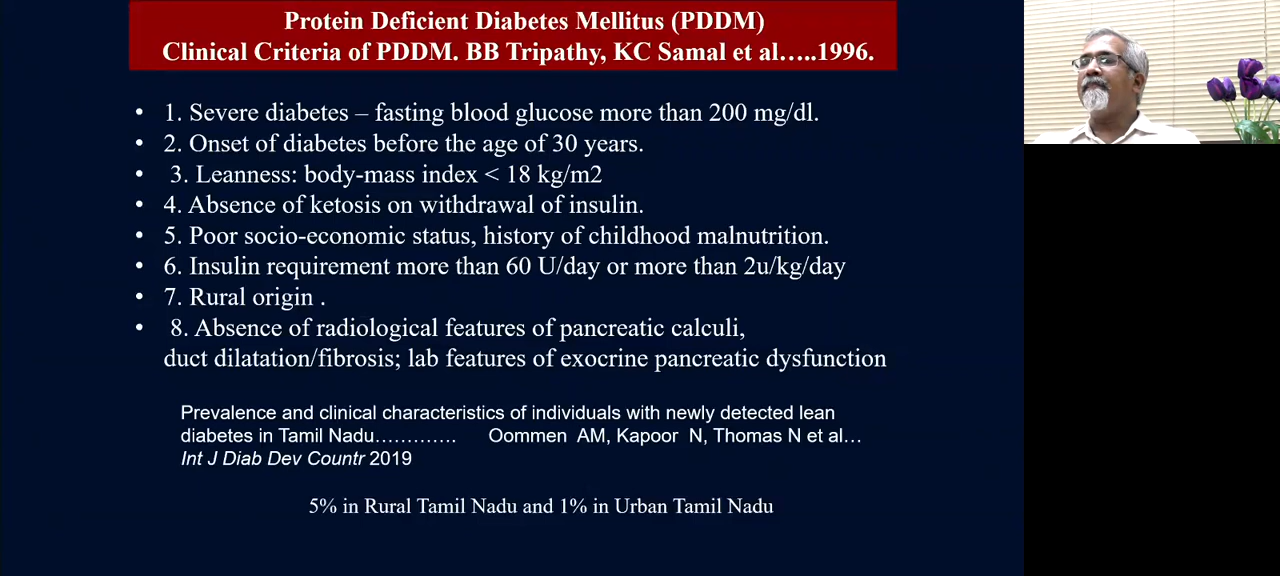 Protein Deficient Diabetes Mellitus (PDDM)
Clinical Criteria of PDDM. BB Tripathy, KC Samal et al…..1996.
• 1. Severe diabetes – fasting blood glucose more than 200 mg/dl.
• 2. Onset of diabetes before the age of 30 years.
• 3. Leanness: body-mass index < 18 kg/m2
• 4. Absence of ketosis on withdrawal of insulin.
• 5. Poor socio-economic status, history of childhood malnutrition.
• 6. Insulin requirement more than 60 U/day or more than 2u/kg/day
• 7. Rural origin .
• 8. Absence of radiological features of pancreatic calculi,
duct dilatation/fibrosis; lab features of exocrine pancreatic dysfunction
Prevalence and clinical characteristics of individuals with newly detected lean
diabetes in Tamil Nadu…………. Oommen AM, Kapoor N, Thomas N et al…
Int J Diab Dev Countr 2019
5% in Rural Tamil Nadu and 1% in Urban Tamil Nadu